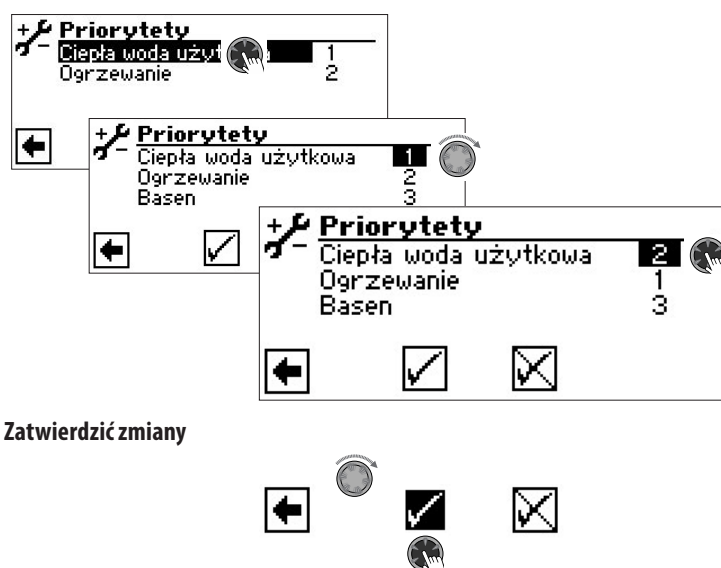 Priorytety
Ciepła woda użyt 1
Ogrzewanie 2
Priorytety
Ciepła woda użytkowa 1
Ogrzewanie 2
Basen 3
Priorytety
Ciepła woda użytkowa 2
Ogrzewanie 1
Basen 3
Zatwierdzić zmiany